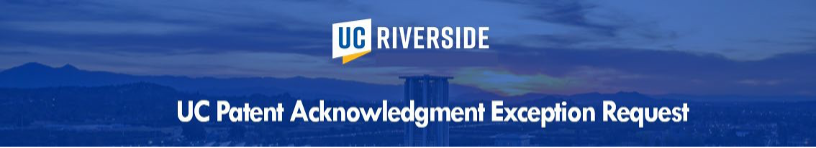 UC RIVERSIDE
UC Patent Acknowledgment Exception Request